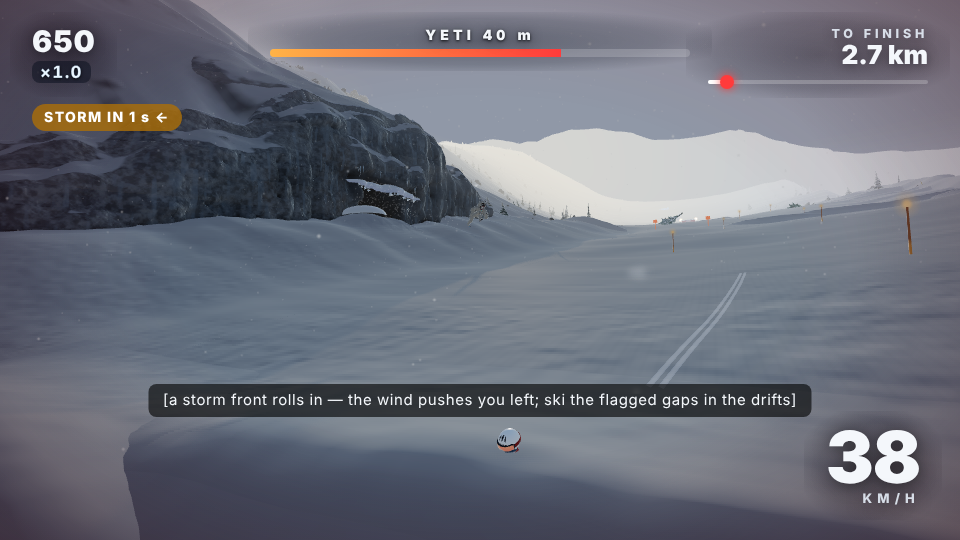 650
×1.0
STORM IN 1 s ←
YETI 40 m
TO FINISH
2.7 km
[a storm front rolls in — the wind pushes you left; ski the flagged gaps in the drifts]
38
KM/H